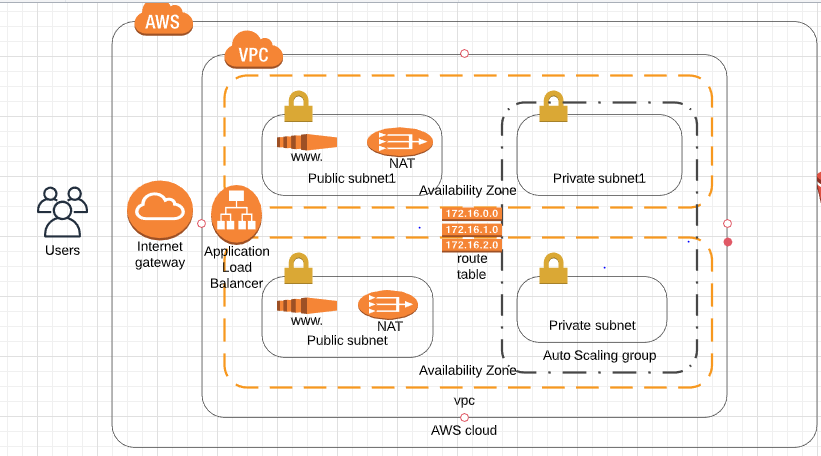 AWS
VPC
www.
NAT
Public subnet1
Private subnet1
Availability Zone
172.16.0.0
172.16.1.0
172.16.2.0
route
table
Users
Internet
gateway
Application
Load
Balancer
www.
NAT
Public subnet
Private subnet
Auto Scaling group
Availability Zone
vpc
AWS cloud